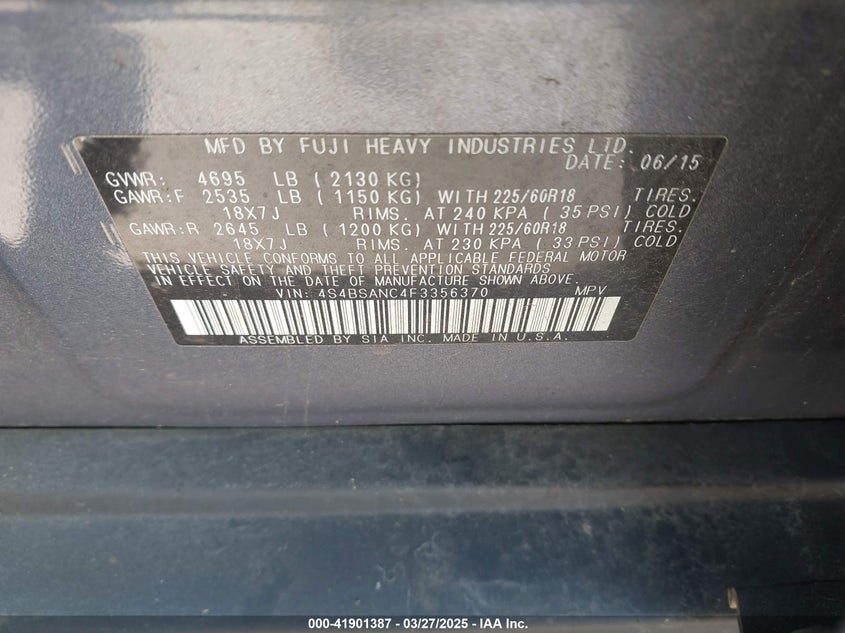 MFD BY FUJI HEAVY INDUSTRIES LTD.
DATE: 06/15
GVWR: 4695 LB ( 2130 KG)
GAWR:F 2535 LB ( 1150 KG) WITH 225/60R18 TIRES.
18X7J RIMS. AT 240 KPA ( 35 PSI) COLD
GAWR:R 2645 LB ( 1200 KG) WITH 225/60R18 TIRES.
18X7J RIMS. AT 230 KPA ( 33 PSI) COLD
THIS VEHICLE CONFORMS TO ALL APPLICABLE FEDERAL MOTOR
VEHICLE SAFETY AND THEFT PREVENTION STANDARDS
IN EFFECT ON THE DATE OF MANUFACTURE SHOWN ABOVE.
VIN: 4S4BSANC4F3356370 MPV
ASSEMBLED BY SIA INC. MADE IN U.S.A.
000-41901387 — 03/27/2025 — IAA Inc.